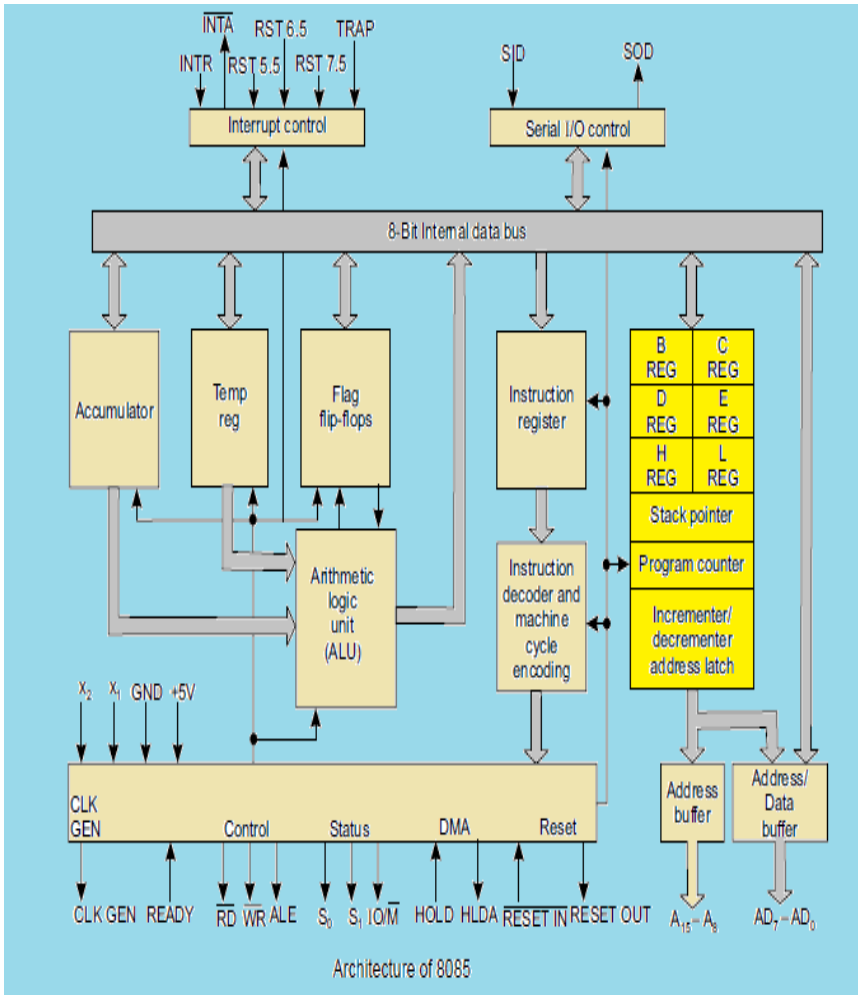 INTA RST 6.5 TRAP
INTR RST 5.5 RST 7.5
SID SOD
Interrupt control
Serial I/O control
8-Bit Internal data bus
Accumulator
Temp
reg
Flag
flip-flops
Instruction
register
B
REG
C
REG
D
REG
E
REG
H
REG
L
REG
Stack pointer
Program counter
Incrementer/
decrementer
address latch
Arithmetic
logic
unit
(ALU)
Instruction
decoder and
machine
cycle
encoding
X2 X1 GND +5V
CLK
GEN Control Status DMA Reset
Address
buffer
Address/
Data
buffer
CLK GEN READY RD WR ALE S0 S1 IO/M HOLD HLDA RESET IN RESET OUT A15–A8 AD7–AD0
Architecture of 8085